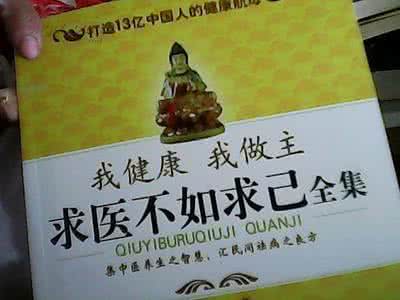 打造13亿中国人的健康航母
我健康 我做主
求医不如求己全集
QIUYIBURUQIUJI QUANJI
集中医养生之智慧、汇民间祛病之良方